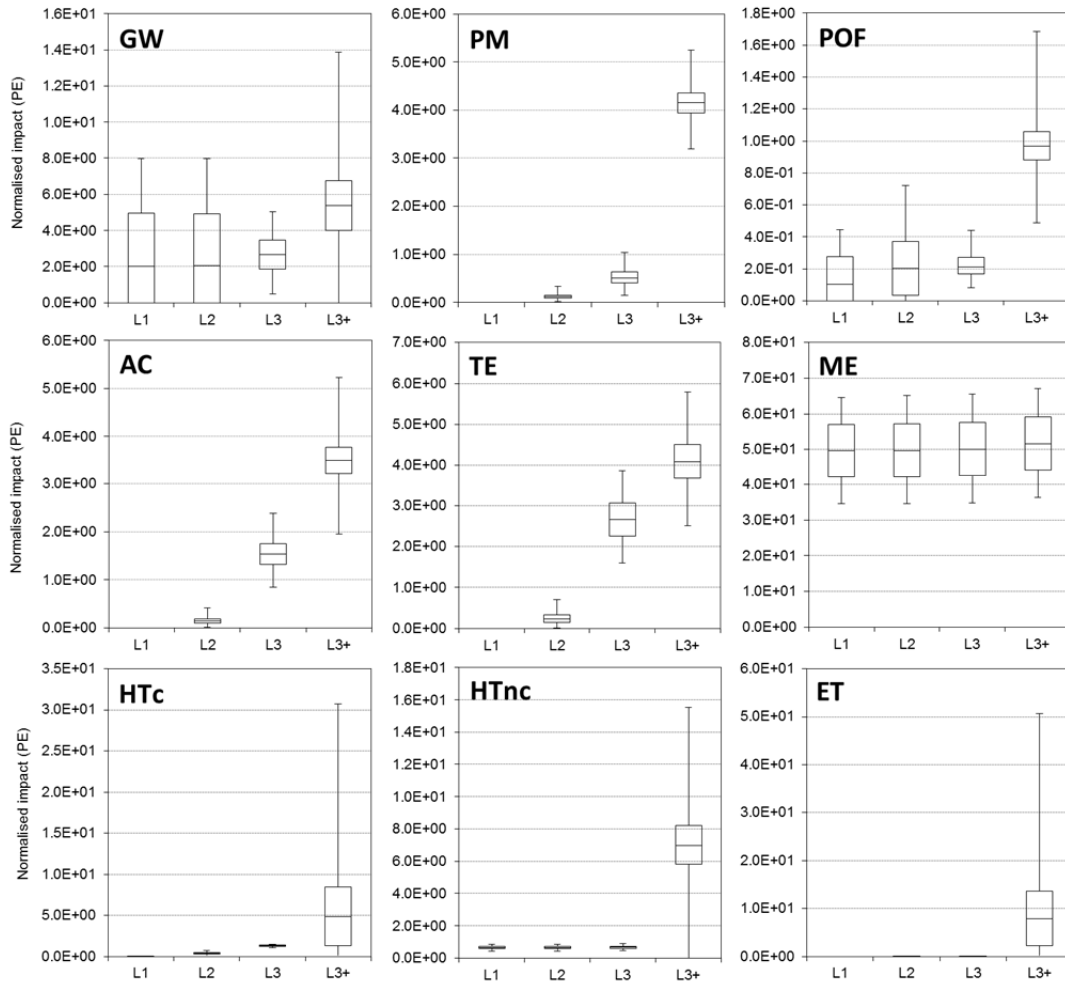 GW
Normalised impact (PE)
1.6E+01
1.4E+01
1.2E+01
1.0E+01
8.0E+00
6.0E+00
4.0E+00
2.0E+00
0.0E+00
L1 L2 L3 L3+
PM
6.0E+00
5.0E+00
4.0E+00
3.0E+00
2.0E+00
1.0E+00
0.0E+00
L1 L2 L3 L3+
POF
1.8E+00
1.6E+00
1.4E+00
1.2E+00
1.0E+00
8.0E-01
6.0E-01
4.0E-01
2.0E-01
0.0E+00
L1 L2 L3 L3+
AC
Normalised impact (PE)
6.0E+00
5.0E+00
4.0E+00
3.0E+00
2.0E+00
1.0E+00
0.0E+00
L1 L2 L3 L3+
TE
7.0E+00
6.0E+00
5.0E+00
4.0E+00
3.0E+00
2.0E+00
1.0E+00
0.0E+00
L1 L2 L3 L3+
ME
8.0E+01
7.0E+01
6.0E+01
5.0E+01
4.0E+01
3.0E+01
2.0E+01
1.0E+01
0.0E+00
L1 L2 L3 L3+
HTc
Normalised impact (PE)
3.5E+01
3.0E+01
2.5E+01
2.0E+01
1.5E+01
1.0E+01
5.0E+00
0.0E+00
L1 L2 L3 L3+
HTnc
1.8E+01
1.6E+01
1.4E+01
1.2E+01
1.0E+01
8.0E+00
6.0E+00
4.0E+00
2.0E+00
0.0E+00
L1 L2 L3 L3+
ET
6.0E+01
5.0E+01
4.0E+01
3.0E+01
2.0E+01
1.0E+01
0.0E+00
L1 L2 L3 L3+